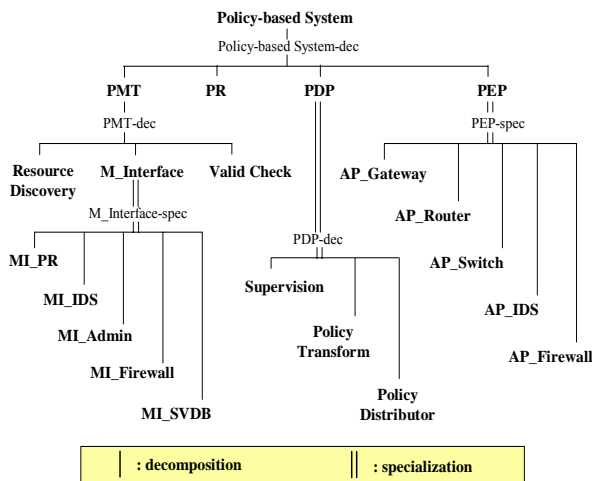 Policy-based System
Policy-based System-dec
PMT PR PDP PEP
PMT-dec PEP-spec
Resource Discovery M_Interface Valid Check AP_Gateway
AP_Router
M_Interface-spec
PDP-dec
MI_PR AP_Switch
Supervision
MI_IDS AP_IDS
MI_Admin Policy Transform
AP_Firewall
MI_Firewall
Policy Distributor
MI_SVDB
: decomposition : specialization